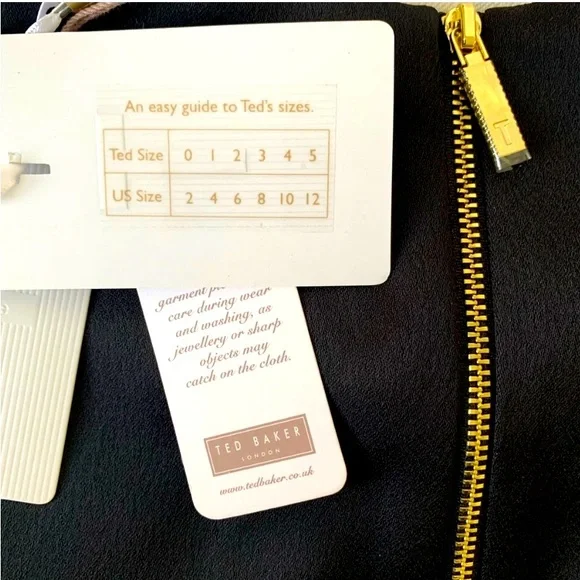 An easy guide to Ted's sizes.
Ted Size 0 1 2 3 4 5
US Size 2 4 6 8 10 12
garment
care during wear
and washing, as
jewellery or sharp
objects may
catch on the cloth.
TED BAKER
LONDON
www.tedbaker.co.uk
T